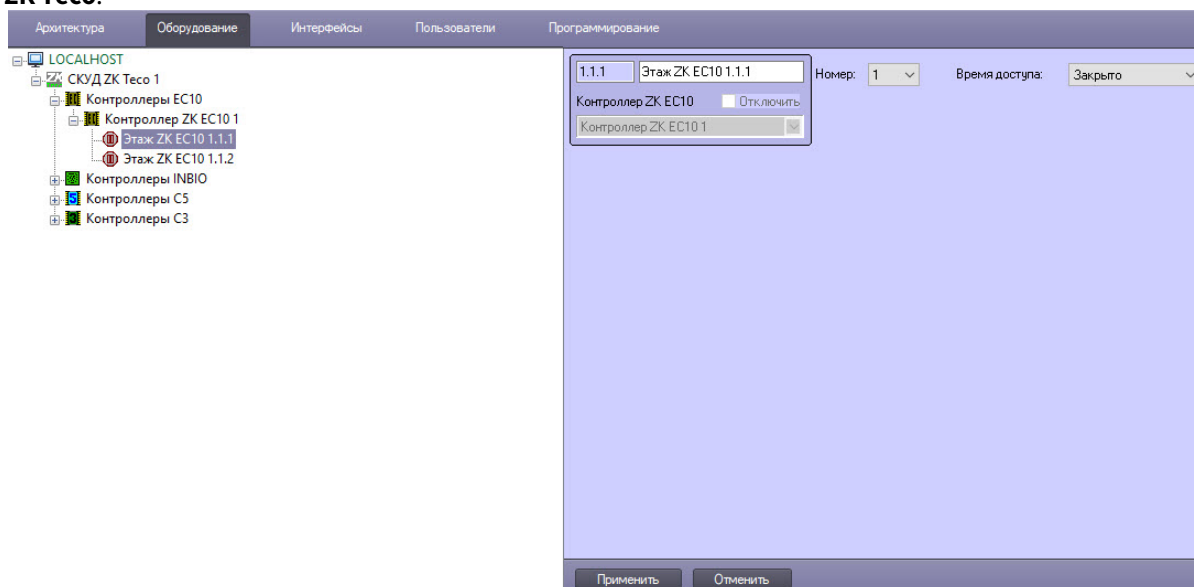 ZK Teco.
Архитектура Оборудование Интерфейсы Пользователи Программирование
LOCALHOST
СКУД ZK Teco 1
Контроллеры EC10
Контроллер ZK EC10 1
Этаж ZK EC10 1.1.1
Этаж ZK EC10 1.1.2
Контроллеры INBIO
Контроллеры C5
Контроллеры C3
1.1.1 Этаж ZK EC10 1.1.1 Номер: 1 Время доступа: Закрыто
Контроллер ZK EC10 Отключить
Контроллер ZK EC10 1
Применить Отменить